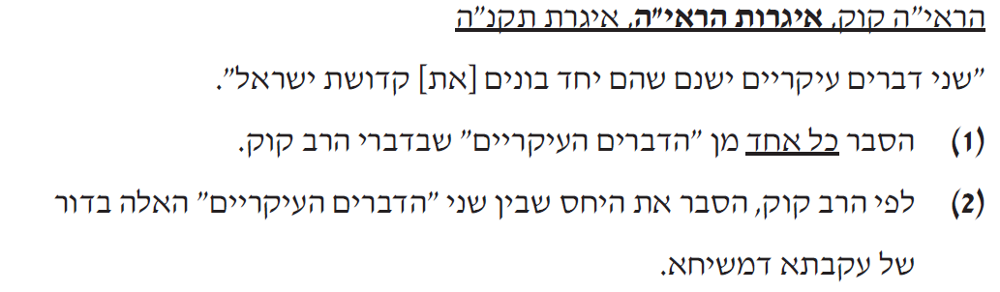 הראי"ה קוק, איגרות הראי"ה, איגרת תקנ"ה
"שני דברים עיקריים ישנם שהם יחד בונים [את] קדושת ישראל".
(1) הסבר כל אחד מן "הדברים העיקריים" שבדברי הרב קוק.
(2) לפי הרב קוק, הסבר את היחס שבין שני "הדברים העיקריים" האלה בדור
של עקבתא דמשיחא.